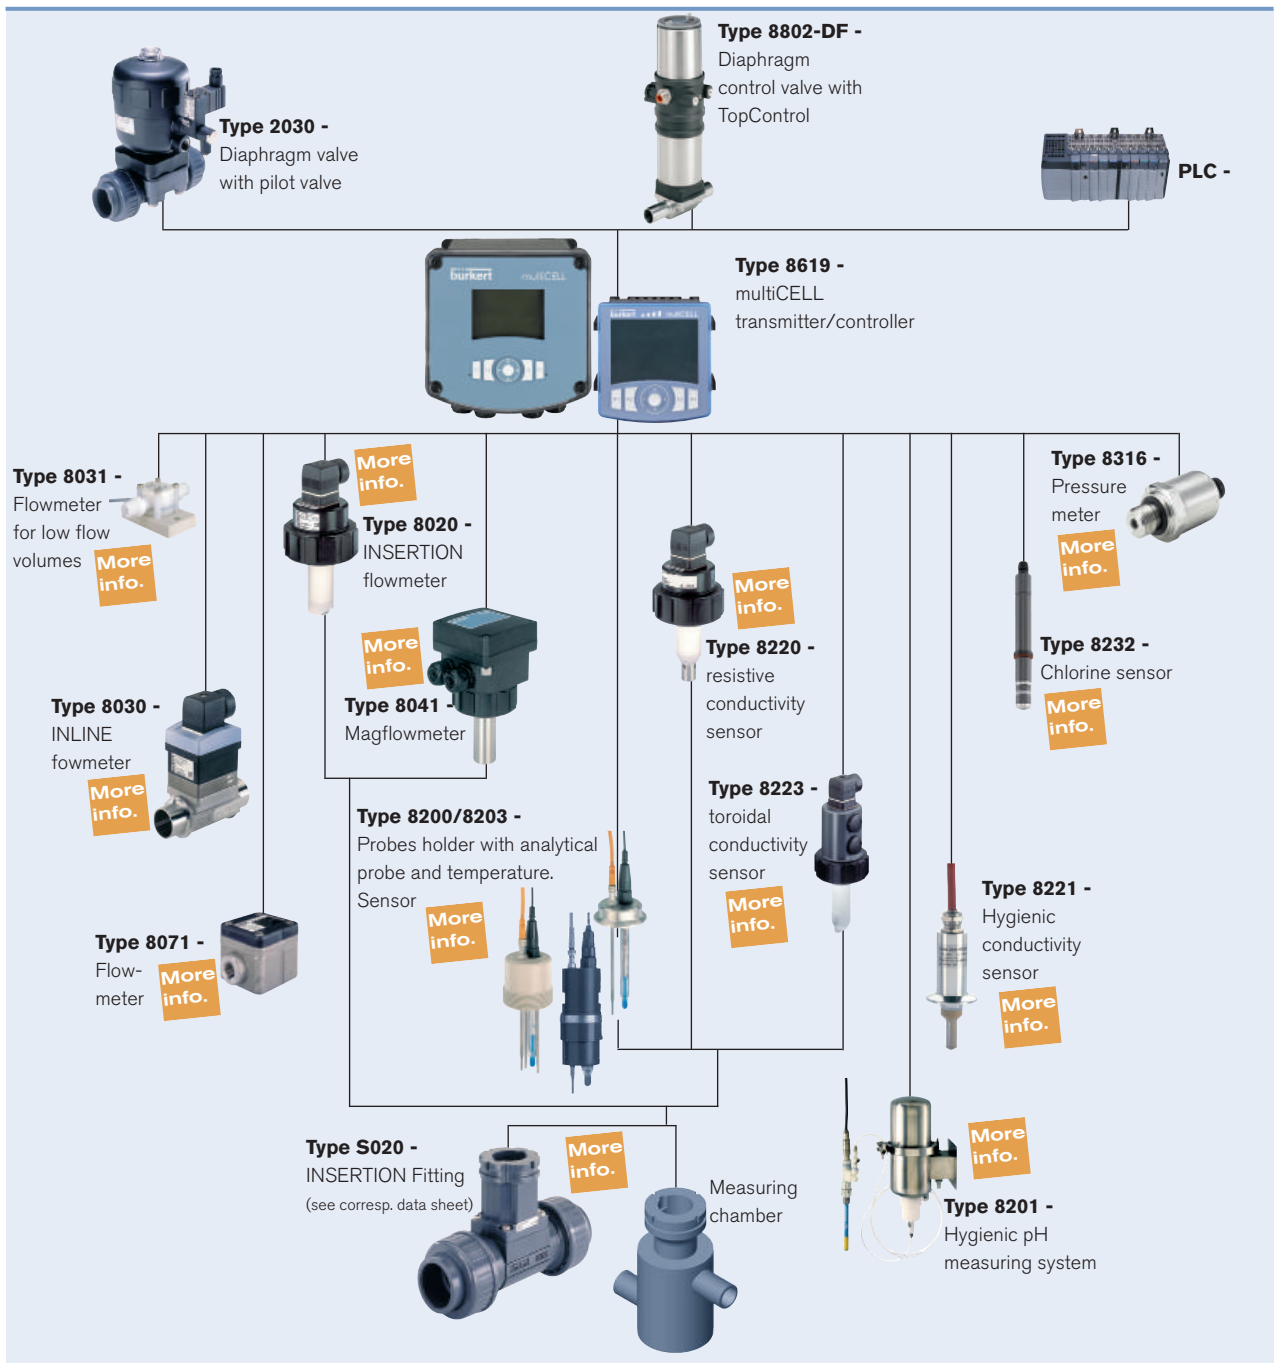 Type 8802-DF -
Diaphragm
control valve with
TopControl
Type 2030 -
Diaphragm valve
with pilot valve
PLC -
burkert
multiCELL
burkert
multiCELL
Type 8619 -
multiCELL
transmitter/controller
Type 8031 -
Flowmeter
for low flow
volumes
More
info.
More
info.
Type 8020 -
INSERTION
flowmeter
Type 8316 -
Pressure
meter
More
info.
More
info.
Type 8220 -
resistive
conductivity
sensor
Type 8232 -
Chlorine sensor
More
info.
More
info.
Type 8041 -
Magflowmeter
Type 8030 -
INLINE
fowmeter
More
info.
Type 8200/8203 -
Probes holder with analytical
probe and temperature.
Sensor
More
info.
Type 8223 -
toroidal
conductivity
sensor
More
info.
Type 8221 -
Hygienic
conductivity
sensor
More
info.
Type 8071 -
Flow-
meter
More
info.
Type S020 -
INSERTION Fitting
(see corresp. data sheet)
More
info.
Measuring
chamber
More
info.
Type 8201 -
Hygienic pH
measuring system